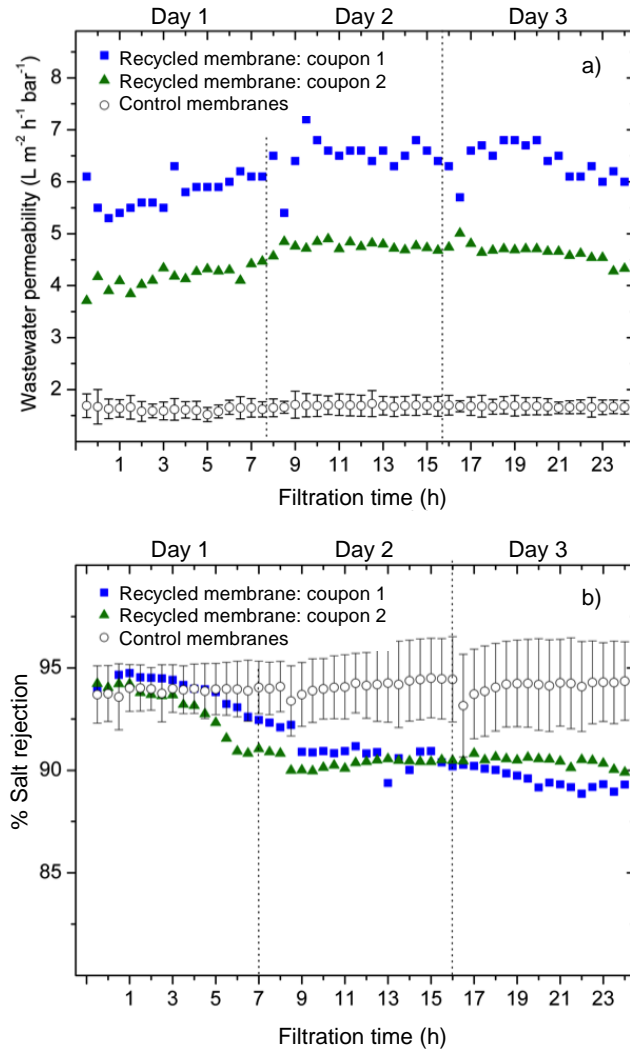 Day 1 Day 2 Day 3
a)
Recycled membrane: coupon 1
Recycled membrane: coupon 2
Control membranes
Wastewater permeability (L m⁻² h⁻¹ bar⁻¹)
8
7
6
5
4
3
2
1 3 5 7 9 11 13 15 17 19 21 23
Filtration time (h)
Day 1 Day 2 Day 3
b)
Recycled membrane: coupon 1
Recycled membrane: coupon 2
Control membranes
% Salt rejection
95
90
85
1 3 5 7 9 11 13 15 17 19 21 23
Filtration time (h)